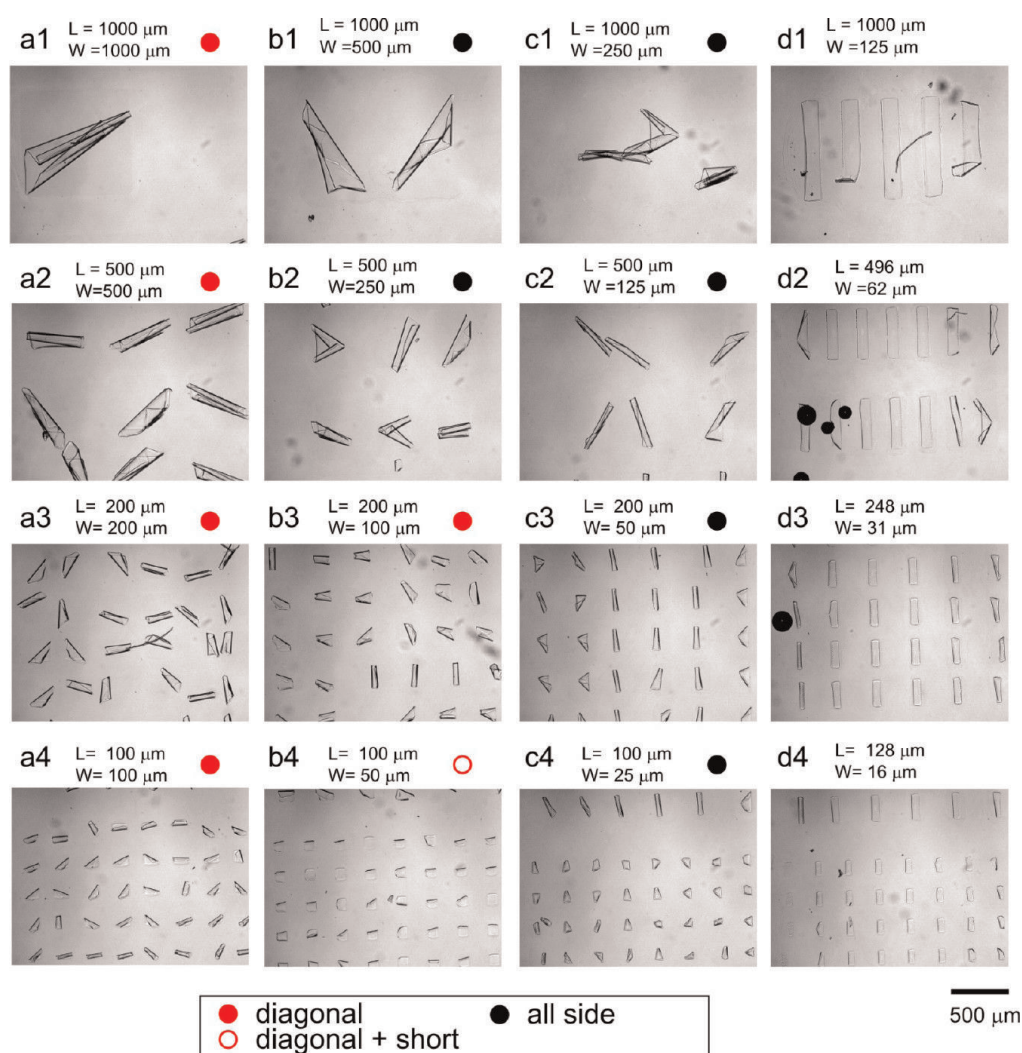 a1 L = 1000 μm
W =1000 μm
b1 L = 1000 μm
W =500 μm
c1 L = 1000 μm
W =250 μm
d1 L = 1000 μm
W =125 μm
a2 L = 500 μm
W=500 μm
b2 L = 500 μm
W=250 μm
c2 L = 500 μm
W =125 μm
d2 L =496 μm
W =62 μm
a3 L= 200 μm
W= 200 μm
b3 L = 200 μm
W= 100 μm
c3 L = 200 μm
W= 50 μm
d3 L= 248 μm
W= 31 μm
a4 L= 100 μm
W= 100 μm
b4 L= 100 μm
W= 50 μm
c4 L= 100 μm
W= 25 μm
d4 L= 128 μm
W= 16 μm
diagonal
all side
diagonal + short
500 μm